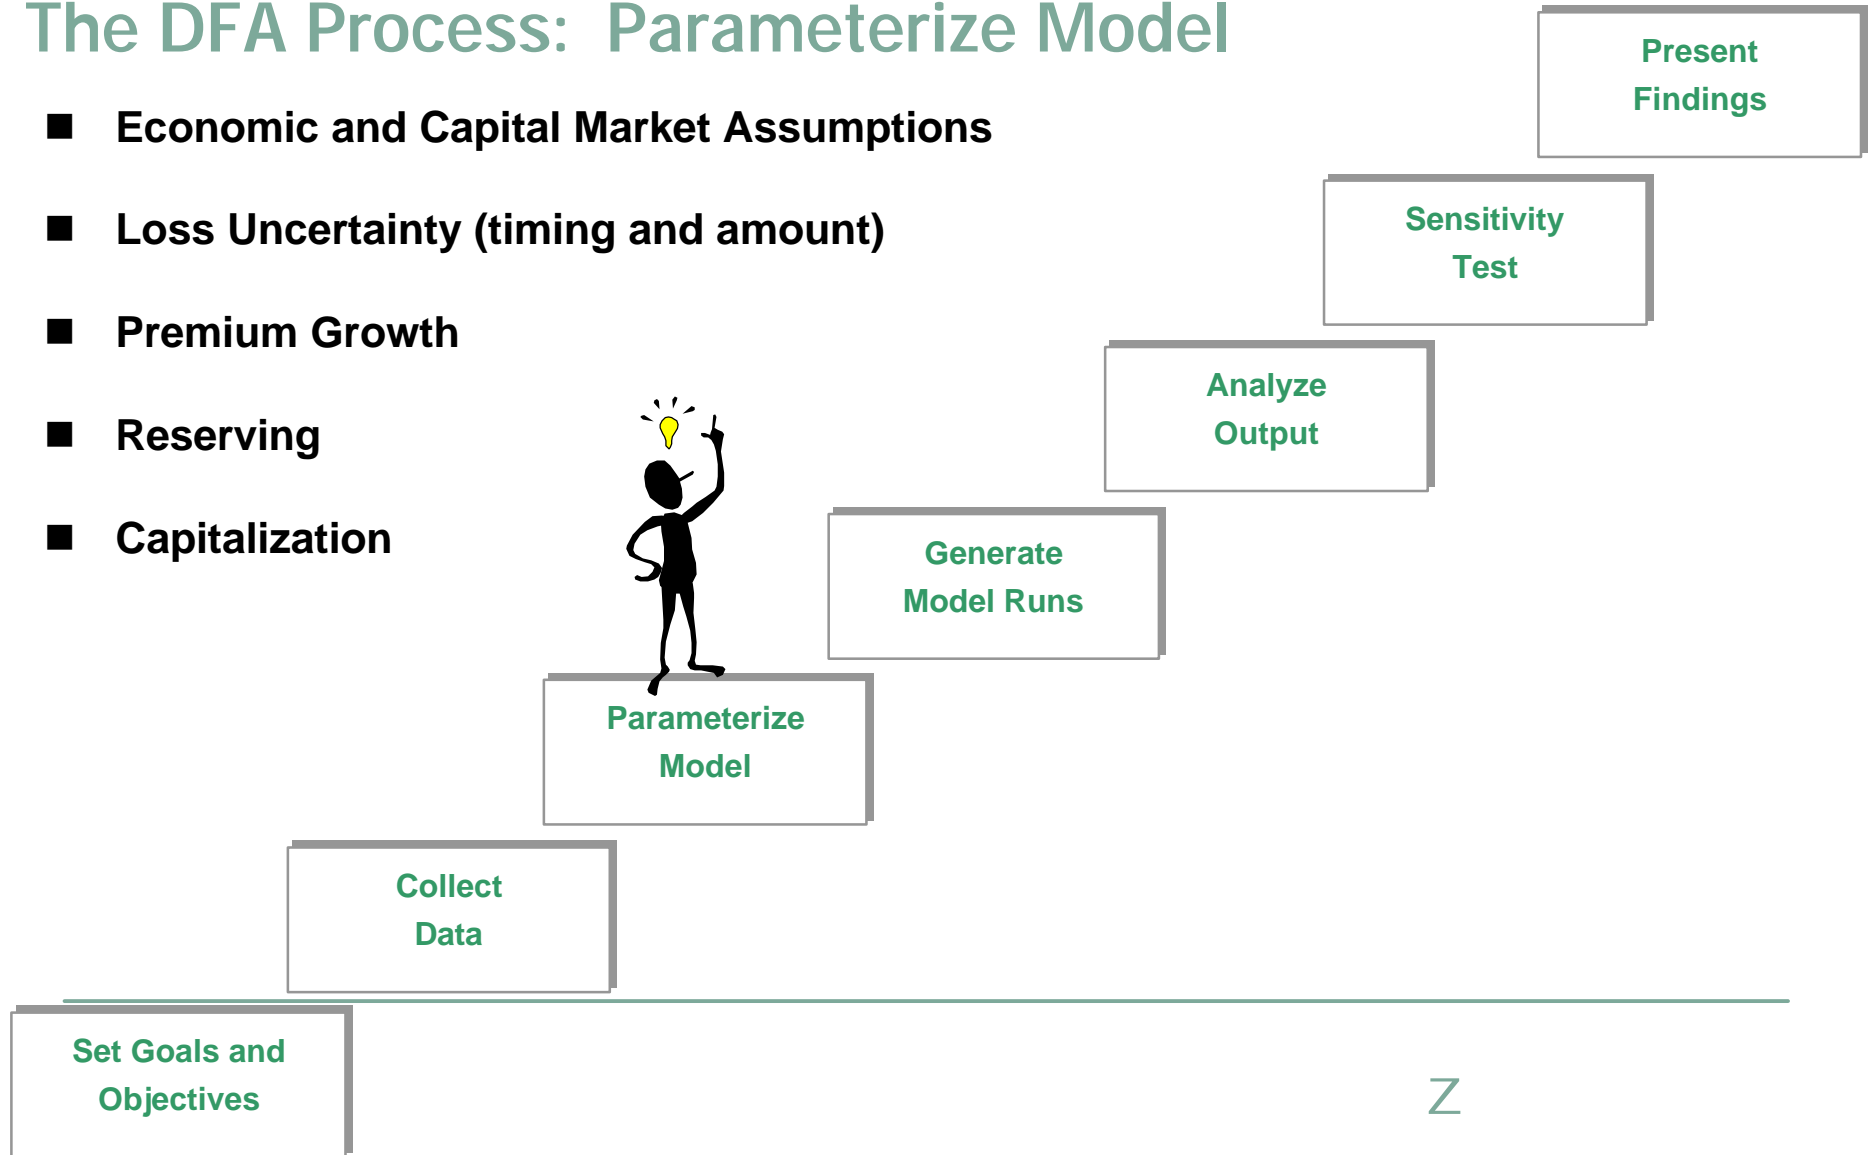 The DFA Process: Parameterize Model
Economic and Capital Market Assumptions
Loss Uncertainty (timing and amount)
Premium Growth
Reserving
Capitalization
Present
Findings
Sensitivity
Test
Analyze
Output
Generate
Model Runs
Parameterize
Model
Collect
Data
Set Goals and
Objectives
Z